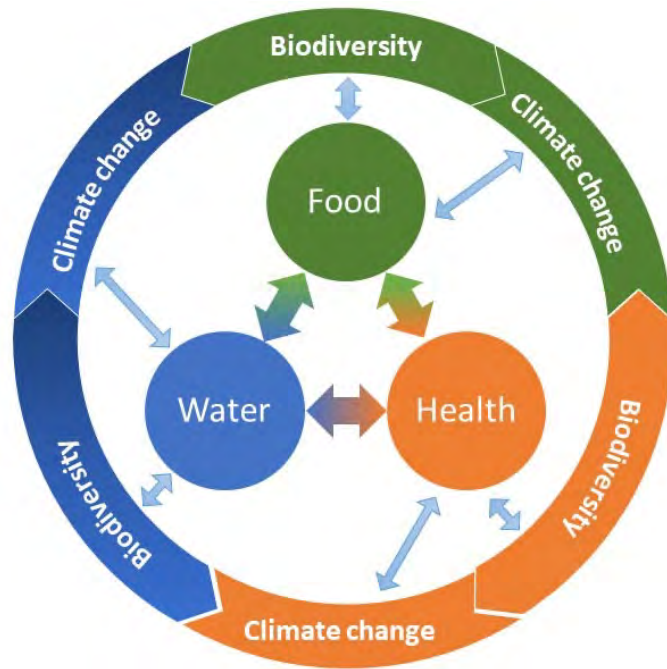 Biodiversity
Climate change
Climate change
Food
Water
Health
Biodiversity
Biodiversity
Climate change